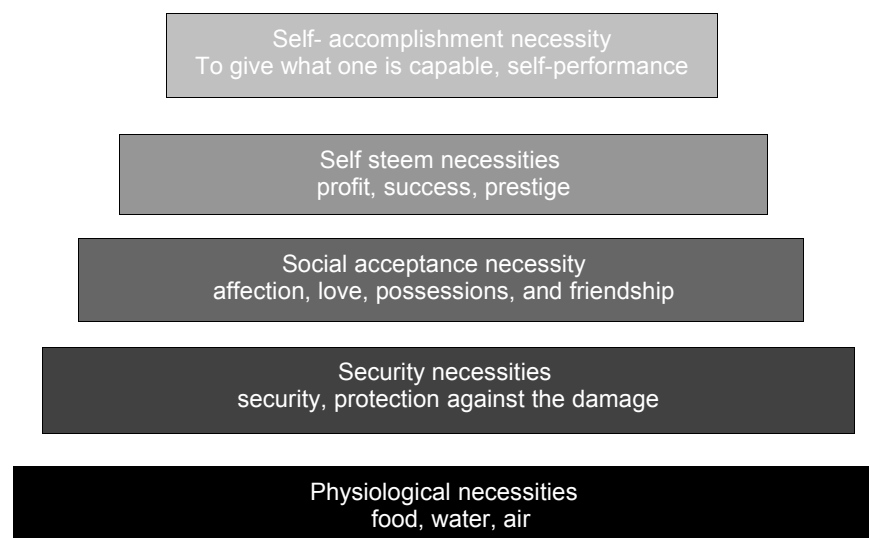 Self- accomplishment necessity
To give what one is capable, self-performance
Self steem necessities
profit, success, prestige
Social acceptance necessity
affection, love, possessions, and friendship
Security necessities
security, protection against the damage
Physiological necessities
food, water, air